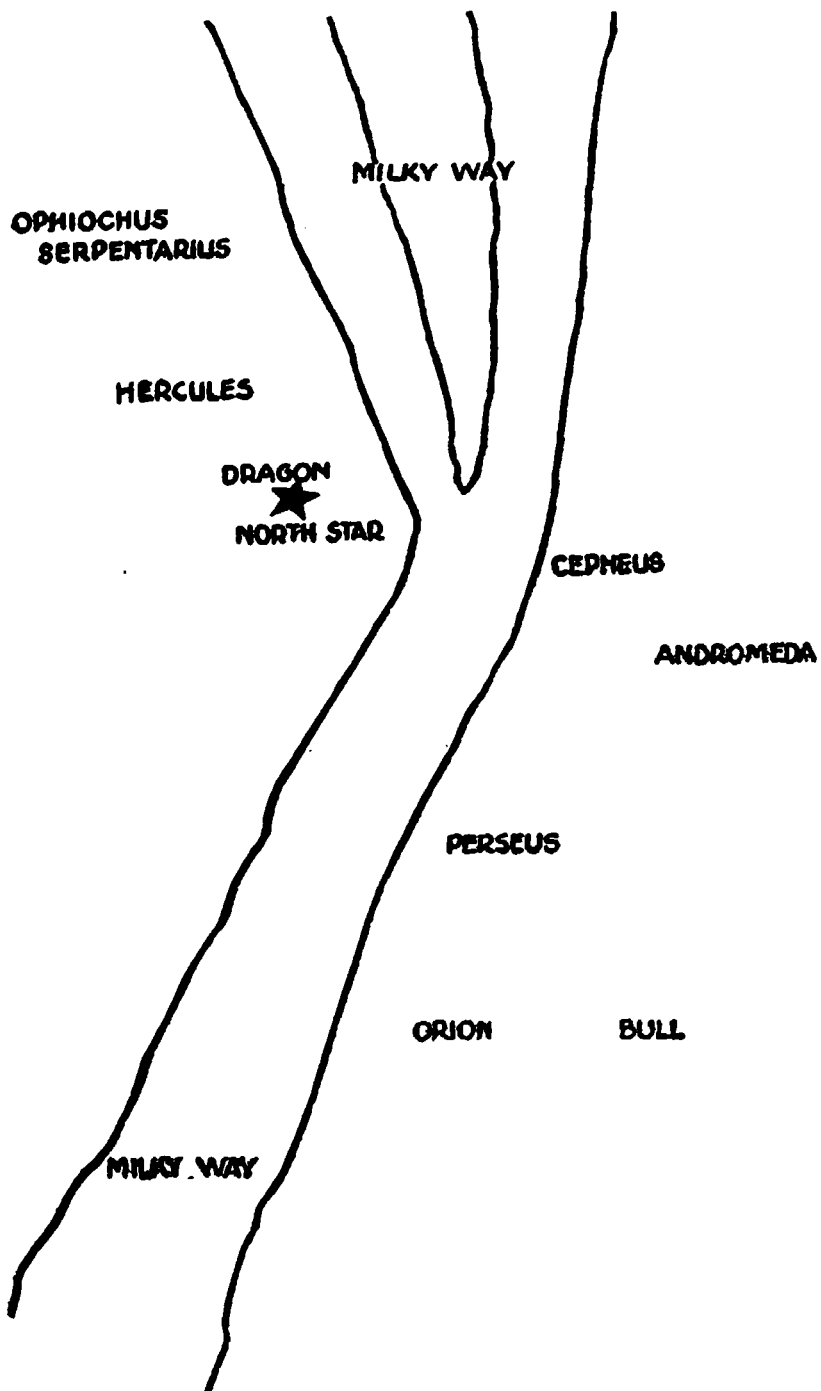 MILKY WAY
OPHIOCHUS
SERPENTARIUS
HERCULES
DRAGON
NORTH STAR
CEPHEUS
ANDROMEDA
PERSEUS
ORION
BULL
MILKY WAY